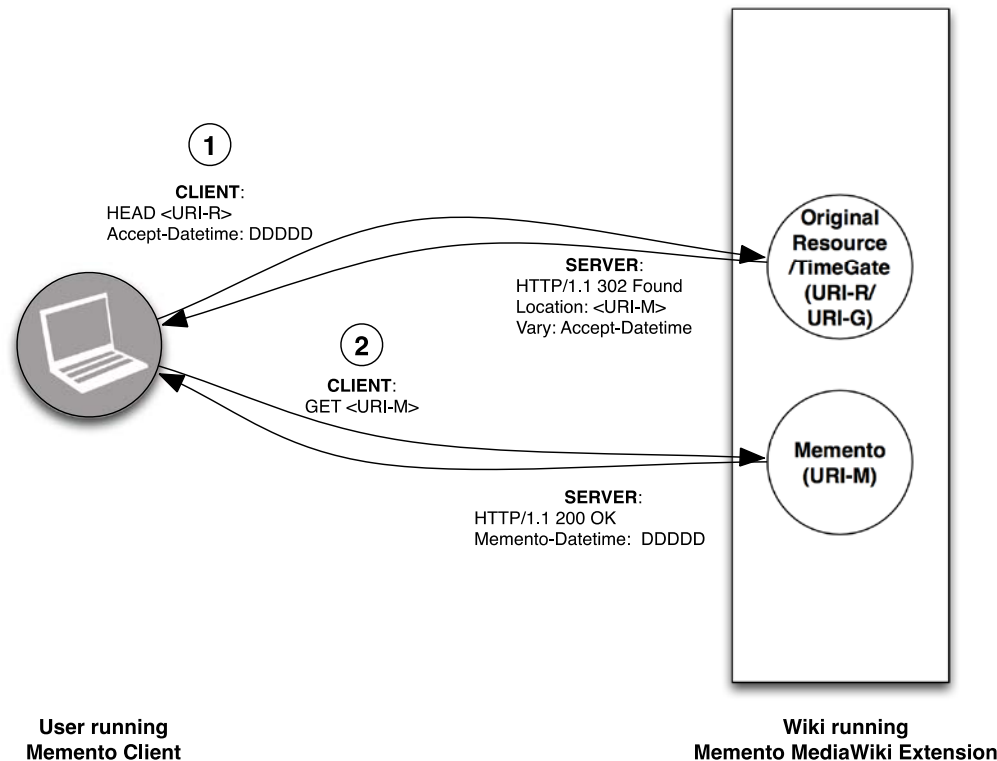 1
CLIENT:
HEAD <URI-R>
Accept-Datetime: DDDDD
SERVER:
HTTP/1.1 302 Found
Location: <URI-M>
Vary: Accept-Datetime
Original
Resource
/TimeGate
(URI-R/
URI-G)
2
CLIENT:
GET <URI-M>
SERVER:
HTTP/1.1 200 OK
Memento-Datetime: DDDDD
Memento
(URI-M)
User running
Memento Client
Wiki running
Memento MediaWiki Extension